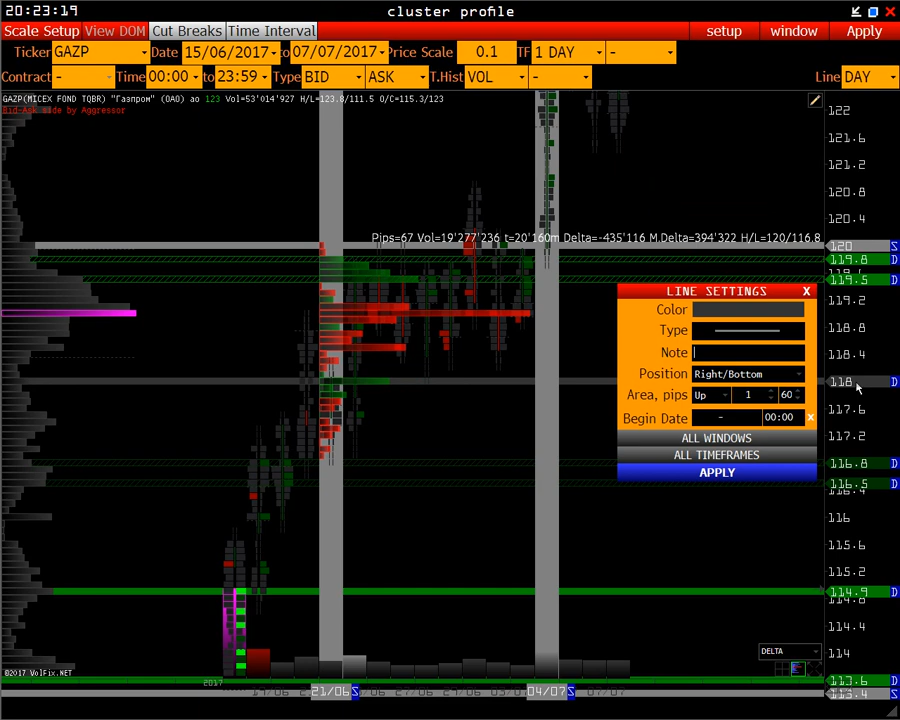 20:23:19 cluster profile
Scale Setup Return DOM Cut Breaks Time Interval setup window Apply
Ticker GAZP Date 15/06/2017 to 07/07/2017 Price Scale 0.1 TF 1 DAY -
Contract - Time 00:00 to 23:59 Type BID ASK T.Hist VOL - Line DAY
GAZP(MICEX FOND TQBR) "Газпром" (ОАО) ао 123 Vol=53'014'927 H/L=123.8/111.5 O/C=115.3/123
Bid-Ask Side by Aggressor
122
121.6
121.2
120.8
120.4
Pips=67 Vol=19'277'236 t=20'160m Delta=-435'116 M.Delta=394'322 H/L=120/116.8
120 S
119.8 D
119.5 D
119.2
118.8
118.4
118 D
117.6
117.2
116.8 D
116.5 D
116.4
116
115.6
115.2
114.9 D
114.8
114.4
114
113.6 D
113.4 S
LINE SETTINGS X
Color
Type
Note
Position Right/Bottom
Area, pips Up 1 60
Begin Date - 00:00 x
ALL WINDOWS
ALL TIMEFRAMES
APPLY
DELTA
©2017 VolFix.NET
2017
21/06 S 04/07 S 07/07